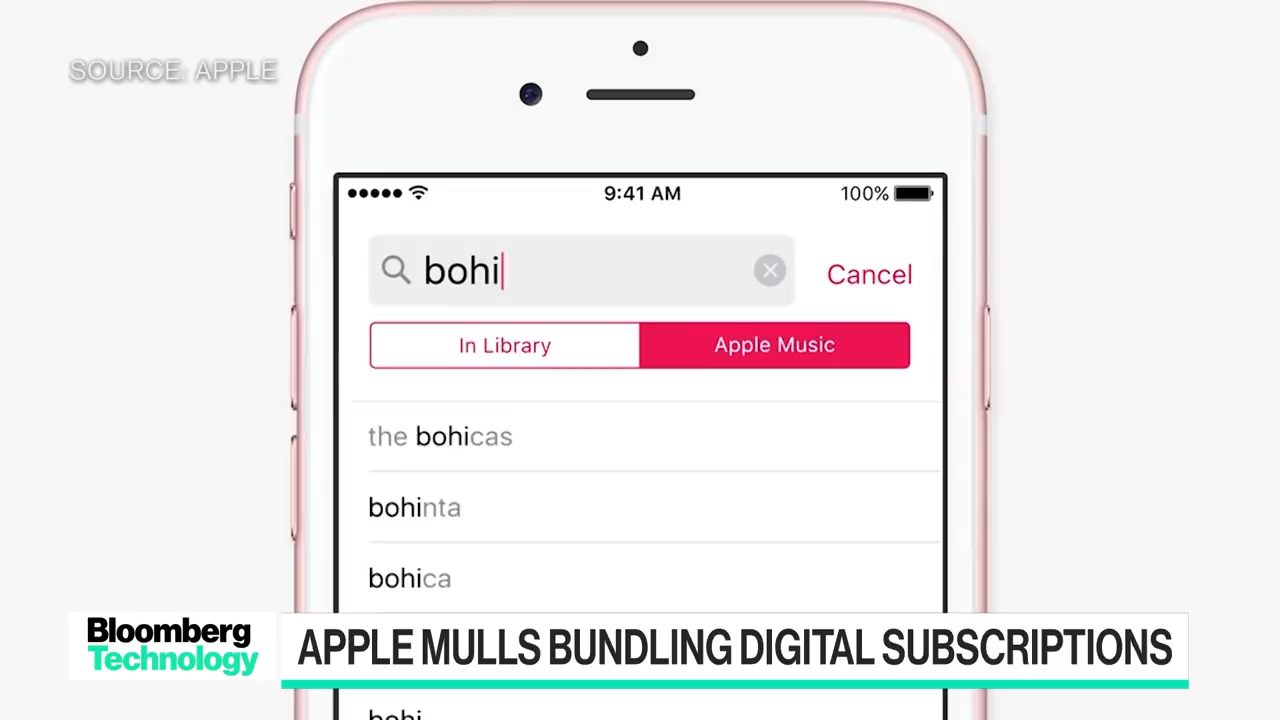 SOURCE: APPLE
9:41 AM
100%
bohi
Cancel
In Library
Apple Music
the bohicas
bohinta
bohica
Bloomberg
Technology
APPLE MULLS BUNDLING DIGITAL SUBSCRIPTIONS
bohi